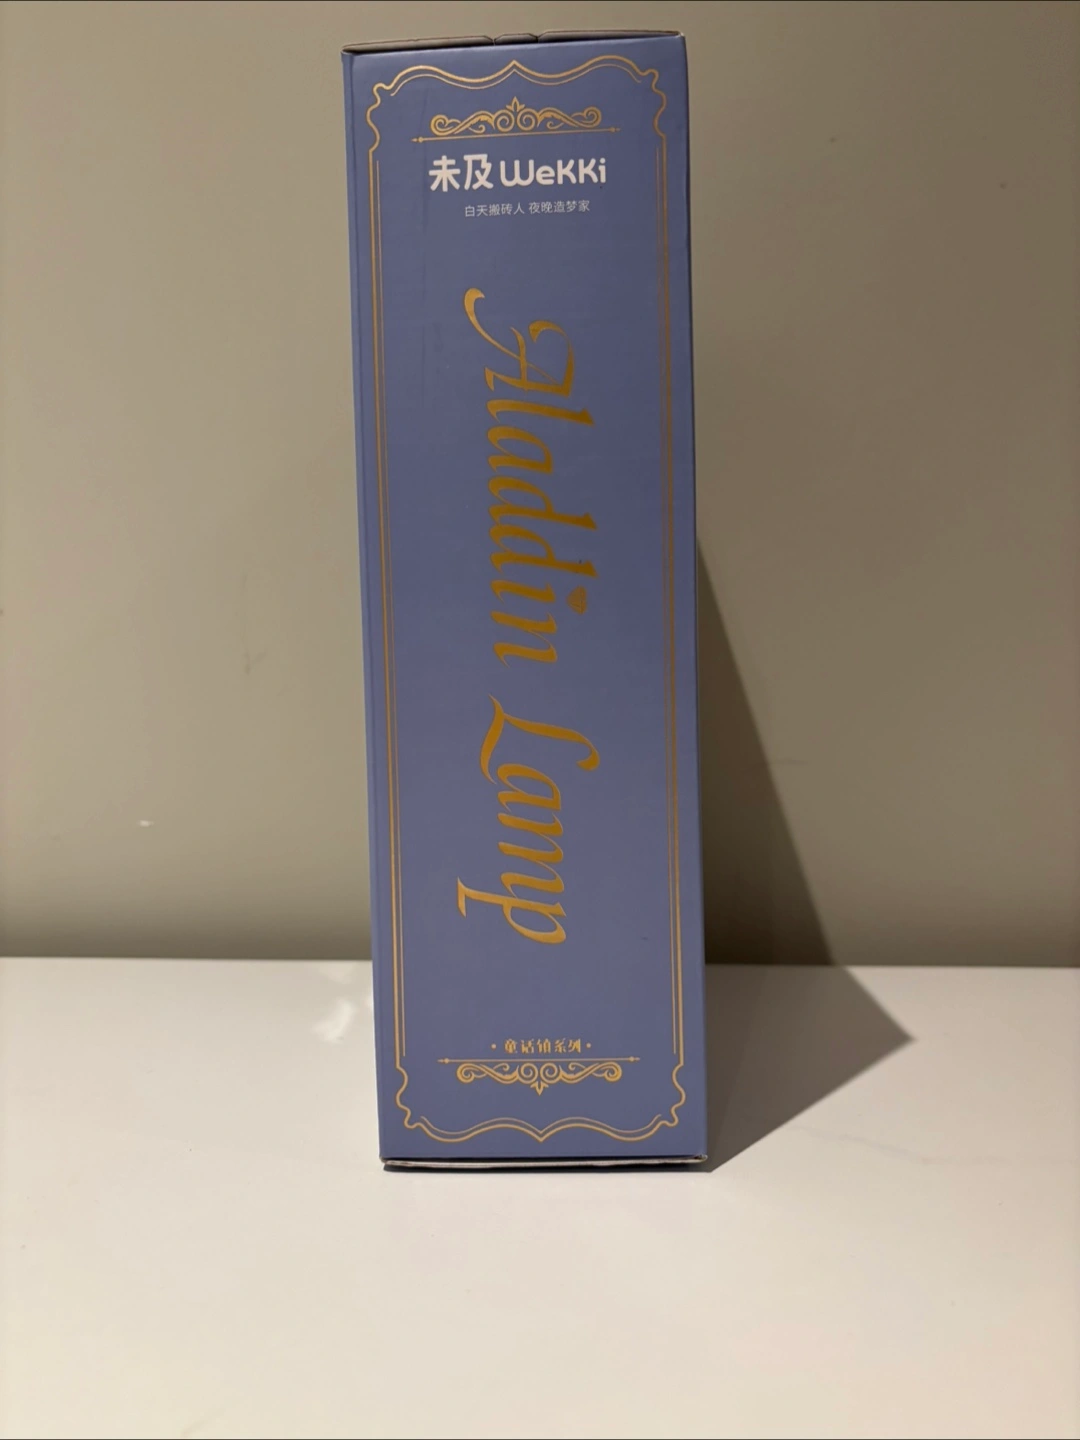 未及 WeKKi
白天搬砖人 夜晚造梦家
Aladdin Lamp
·童话镇系列·